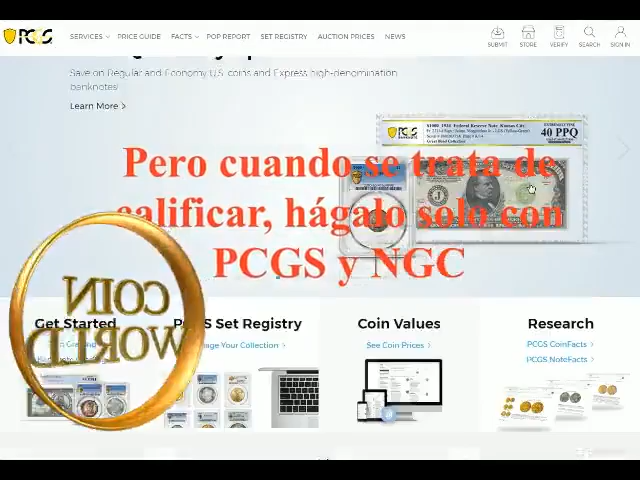 PCGS
SERVICES PRICE GUIDE FACTS POP REPORT SET REGISTRY AUCTION PRICES NEWS
SUBMIT STORE VERIFY SEARCH SIGN IN
Save on Regular and Economy U.S. coins and Express high-denomination
banknotes!
Learn More >
PCGS
40 PPQ
Pero cuando se trata de
calificar, hágalo solo con
PCGS y NGC
COIN
WORLD
Get Started
PCGS Set Registry
Manage Your Collection >
Coin Values
See Coin Prices >
Research
PCGS CoinFacts >
PCGS NoteFacts >